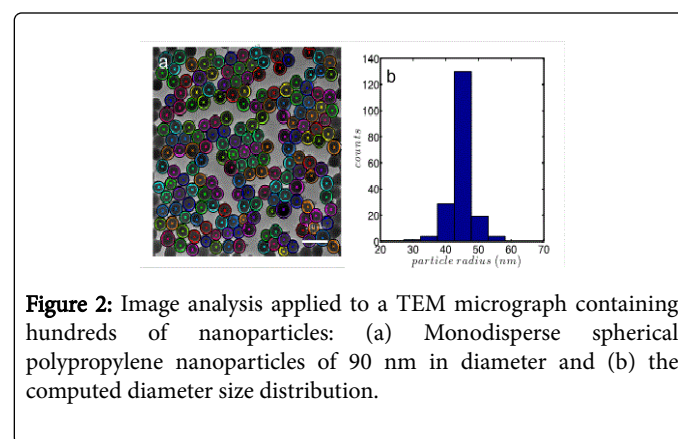 a
b
140
120
100
80
60
40
20
0
counts
20 30 40 50 60 70
particle radius (nm)
Figure 2: Image analysis applied to a TEM micrograph containing
hundreds of nanoparticles: (a) Monodisperse spherical
polypropylene nanoparticles of 90 nm in diameter and (b) the
computed diameter size distribution.